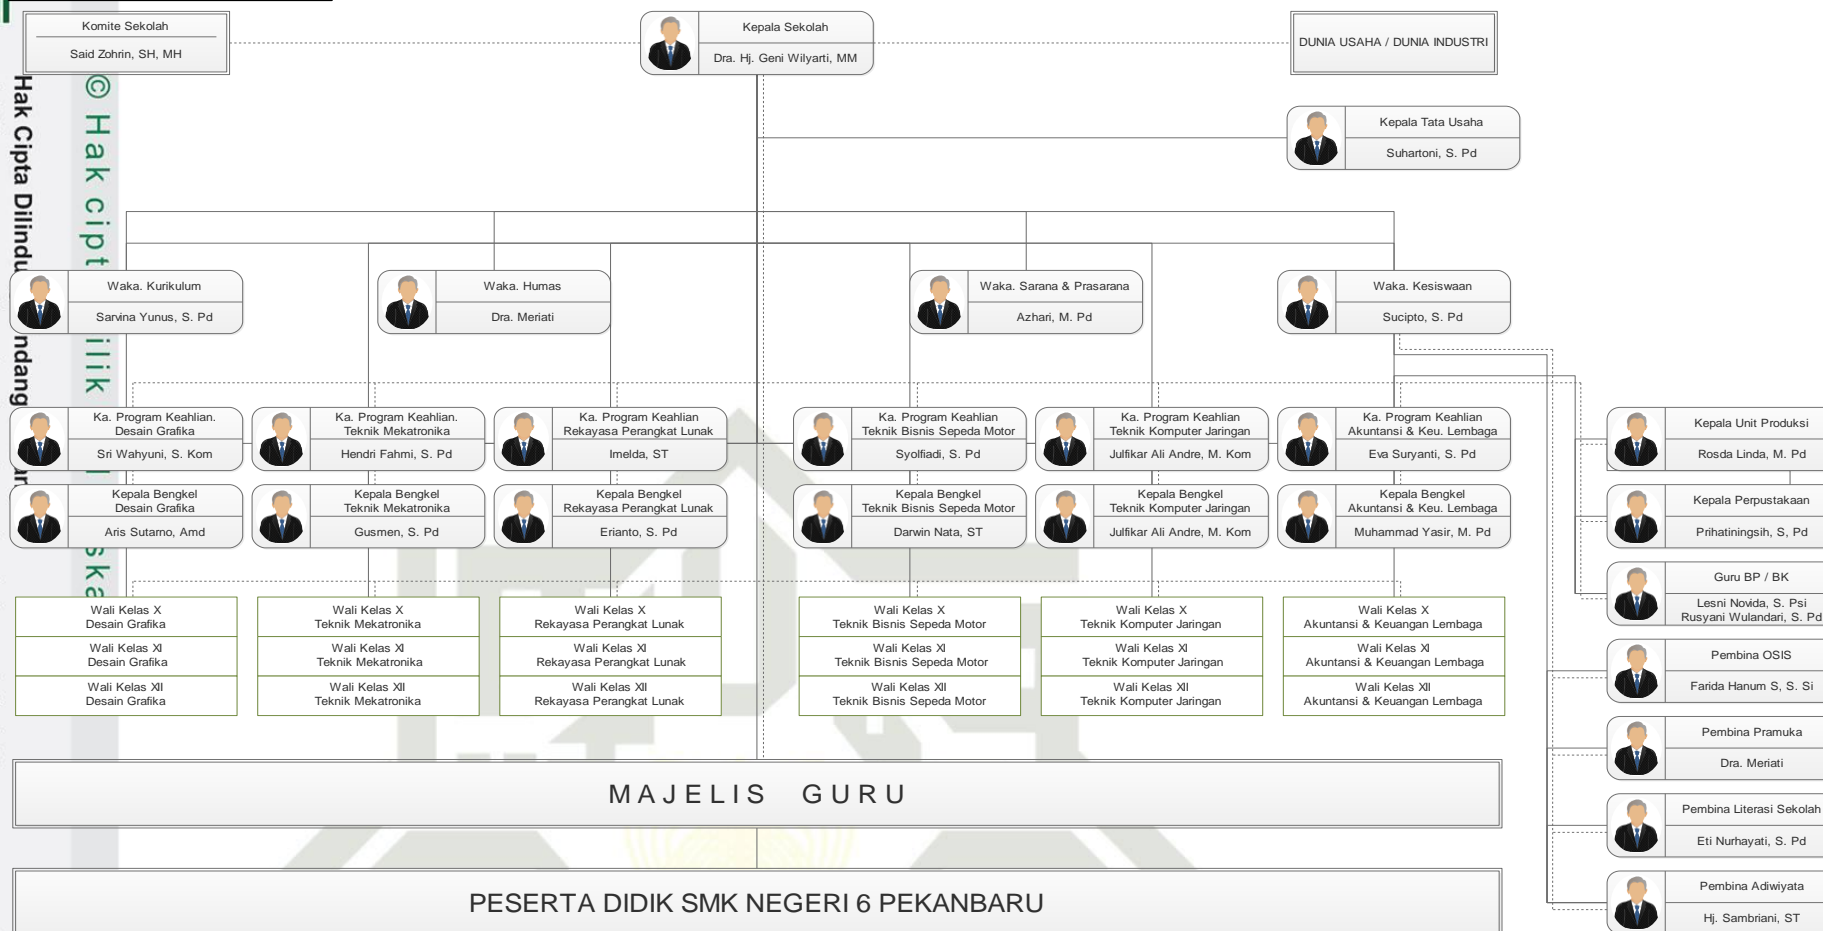 Komite Sekolah
Said Zohrin, SH, MH
Kepala Sekolah
Dra. Hj. Geni Wilyarti, MM
DUNIA USAHA / DUNIA INDUSTRI
Kepala Tata Usaha
Suhartoni, S. Pd
© Hak cipt
ilik
ska
Hak Cipta Dilindu
ndang
Waka. Kurikulum
Sarvina Yunus, S. Pd
Waka. Humas
Dra. Meriati
Waka. Sarana & Prasarana
Azhari, M. Pd
Waka. Kesiswaan
Sucipto, S. Pd
Ka. Program Keahlian.
Desain Grafika
Sri Wahyuni, S. Kom
Ka. Program Keahlian.
Teknik Mekatronika
Hendri Fahmi, S. Pd
Ka. Program Keahlian
Rekayasa Perangkat Lunak
Imelda, ST
Ka. Program Keahlian
Teknik Bisnis Sepeda Motor
Syolfiadi, S. Pd
Ka. Program Keahlian
Teknik Komputer Jaringan
Julfikar Ali Andre, M. Kom
Ka. Program Keahlian
Akuntansi & Keu. Lembaga
Eva Suryanti, S. Pd
Kepala Bengkel
Desain Grafika
Aris Sutarno, Amd
Kepala Bengkel
Teknik Mekatronika
Gusmen, S. Pd
Kepala Bengkel
Rekayasa Perangkat Lunak
Erianto, S. Pd
Kepala Bengkel
Teknik Bisnis Sepeda Motor
Darwin Nata, ST
Kepala Bengkel
Teknik Komputer Jaringan
Julfikar Ali Andre, M. Kom
Kepala Bengkel
Akuntansi & Keu. Lembaga
Muhammad Yasir, M. Pd
Wali Kelas X
Desain Grafika
Wali Kelas XI
Desain Grafika
Wali Kelas XII
Desain Grafika
Wali Kelas X
Teknik Mekatronika
Wali Kelas XI
Teknik Mekatronika
Wali Kelas XII
Teknik Mekatronika
Wali Kelas X
Rekayasa Perangkat Lunak
Wali Kelas XI
Rekayasa Perangkat Lunak
Wali Kelas XII
Rekayasa Perangkat Lunak
Wali Kelas X
Teknik Bisnis Sepeda Motor
Wali Kelas XI
Teknik Bisnis Sepeda Motor
Wali Kelas XII
Teknik Bisnis Sepeda Motor
Wali Kelas X
Teknik Komputer Jaringan
Wali Kelas XI
Teknik Komputer Jaringan
Wali Kelas XII
Teknik Komputer Jaringan
Wali Kelas X
Akuntansi & Keuangan Lembaga
Wali Kelas XI
Akuntansi & Keuangan Lembaga
Wali Kelas XII
Akuntansi & Keuangan Lembaga
Kepala Unit Produksi
Rosda Linda, M. Pd
Kepala Perpustakaan
Prihatiningsih, S, Pd
Guru BP / BK
Lesni Novida, S. Psi
Rusyani Wulandari, S. Pd
Pembina OSIS
Farida Hanum S, S. Si
Pembina Pramuka
Dra. Meriati
Pembina Literasi Sekolah
Eti Nurhayati, S. Pd
Pembina Adiwiyata
Hj. Sambriani, ST
MAJELIS GURU
PESERTA DIDIK SMK NEGERI 6 PEKANBARU